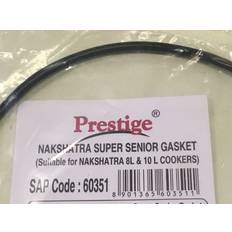 Prestige®
NAKSHATRA SUPER SENIOR GASKET
(Suitable for NAKSHATRA 8L & 10 L COOKERS)
SAP Code : 60351
8 901365 603511